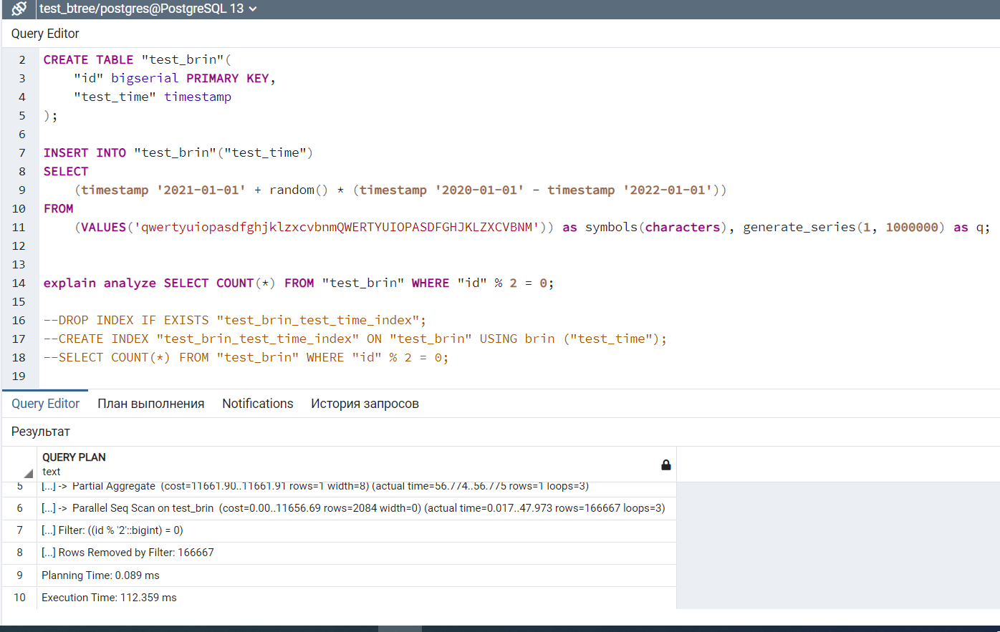 test_btree/postgres@PostgreSQL 13
Query Editor
2 CREATE TABLE "test_brin"(
3 "id" bigserial PRIMARY KEY,
4 "test_time" timestamp
5 );
6
7 INSERT INTO "test_brin"("test_time")
8 SELECT
9 (timestamp '2021-01-01' + random() * (timestamp '2020-01-01' - timestamp '2022-01-01'))
10 FROM
11 (VALUES('qwertyuiopasdfghjklzxcvbnmQWERTYUIOPASDFGHJKLZXCVBNM')) as symbols(characters), generate_series(1, 1000000) as q;
12
13
14 explain analyze SELECT COUNT(*) FROM "test_brin" WHERE "id" % 2 = 0;
15
16 --DROP INDEX IF EXISTS "test_brin_test_time_index";
17 --CREATE INDEX "test_brin_test_time_index" ON "test_brin" USING brin ("test_time");
18 --SELECT COUNT(*) FROM "test_brin" WHERE "id" % 2 = 0;
19
Query Editor План выполнения Notifications История запросов
Результат
QUERY PLAN
text
5 [...] -> Partial Aggregate (cost=11661.90..11661.91 rows=1 width=8) (actual time=56.774..56.775 rows=1 loops=3)
6 [...] -> Parallel Seq Scan on test_brin (cost=0.00..11656.69 rows=2084 width=0) (actual time=0.017..47.973 rows=166667 loops=3)
7 [...] Filter: ((id % '2'::bigint) = 0)
8 [...] Rows Removed by Filter: 166667
9 Planning Time: 0.089 ms
10 Execution Time: 112.359 ms